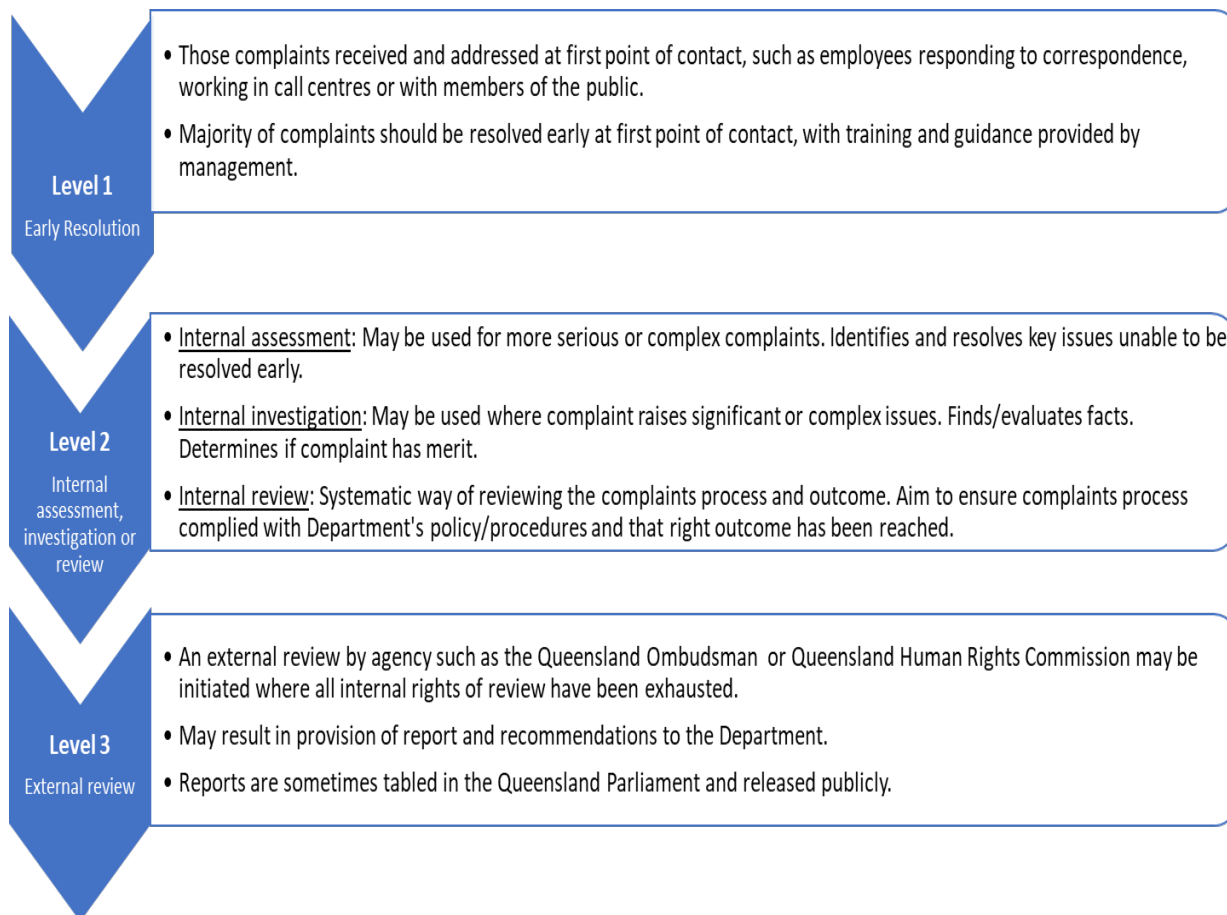 Level 1
Early Resolution
• Those complaints received and addressed at first point of contact, such as employees responding to correspondence,
working in call centres or with members of the public.
• Majority of complaints should be resolved early at first point of contact, with training and guidance provided by
management.
Level 2
Internal
assessment,
investigation or
review
• Internal assessment: May be used for more serious or complex complaints. Identifies and resolves key issues unable to be
resolved early.
• Internal investigation: May be used where complaint raises significant or complex issues. Finds/evaluates facts.
Determines if complaint has merit.
• Internal review: Systematic way of reviewing the complaints process and outcome. Aim to ensure complaints process
complied with Department's policy/procedures and that right outcome has been reached.
Level 3
External review
• An external review by agency such as the Queensland Ombudsman  or Queensland Human Rights Commission may be
initiated where all internal rights of review have been exhausted.
• May result in provision of report and recommendations to the Department.
• Reports are sometimes tabled in the Queensland Parliament and released publicly.